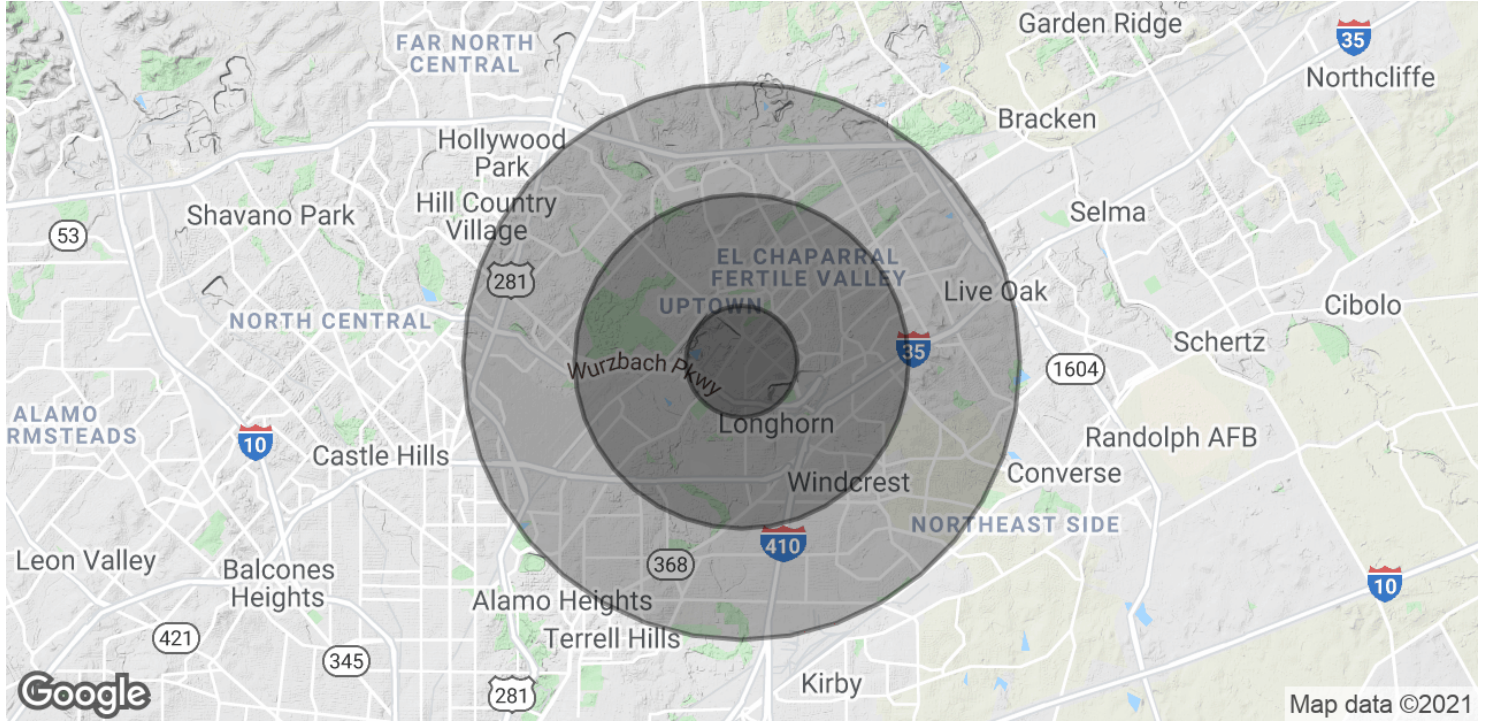 Garden Ridge
35
FAR NORTH
CENTRAL
Northcliffe
Bracken
Hollywood
Park
Hill Country
Village
Shavano Park
Selma
53
EL CHAPARRAL
FERTILE VALLEY
281
Live Oak
UPTOWN
Cibolo
NORTH CENTRAL
Schertz
35
Wurzbach Pkwy
1604
ALAMO
RMSTEADS
Longhorn
10
Randolph AFB
Castle Hills
Converse
Windcrest
NORTHEAST SIDE
410
Leon Valley
368
Balcones
Heights
10
Alamo Heights
Terrell Hills
421
345
281
Kirby
Google
Map data ©2021